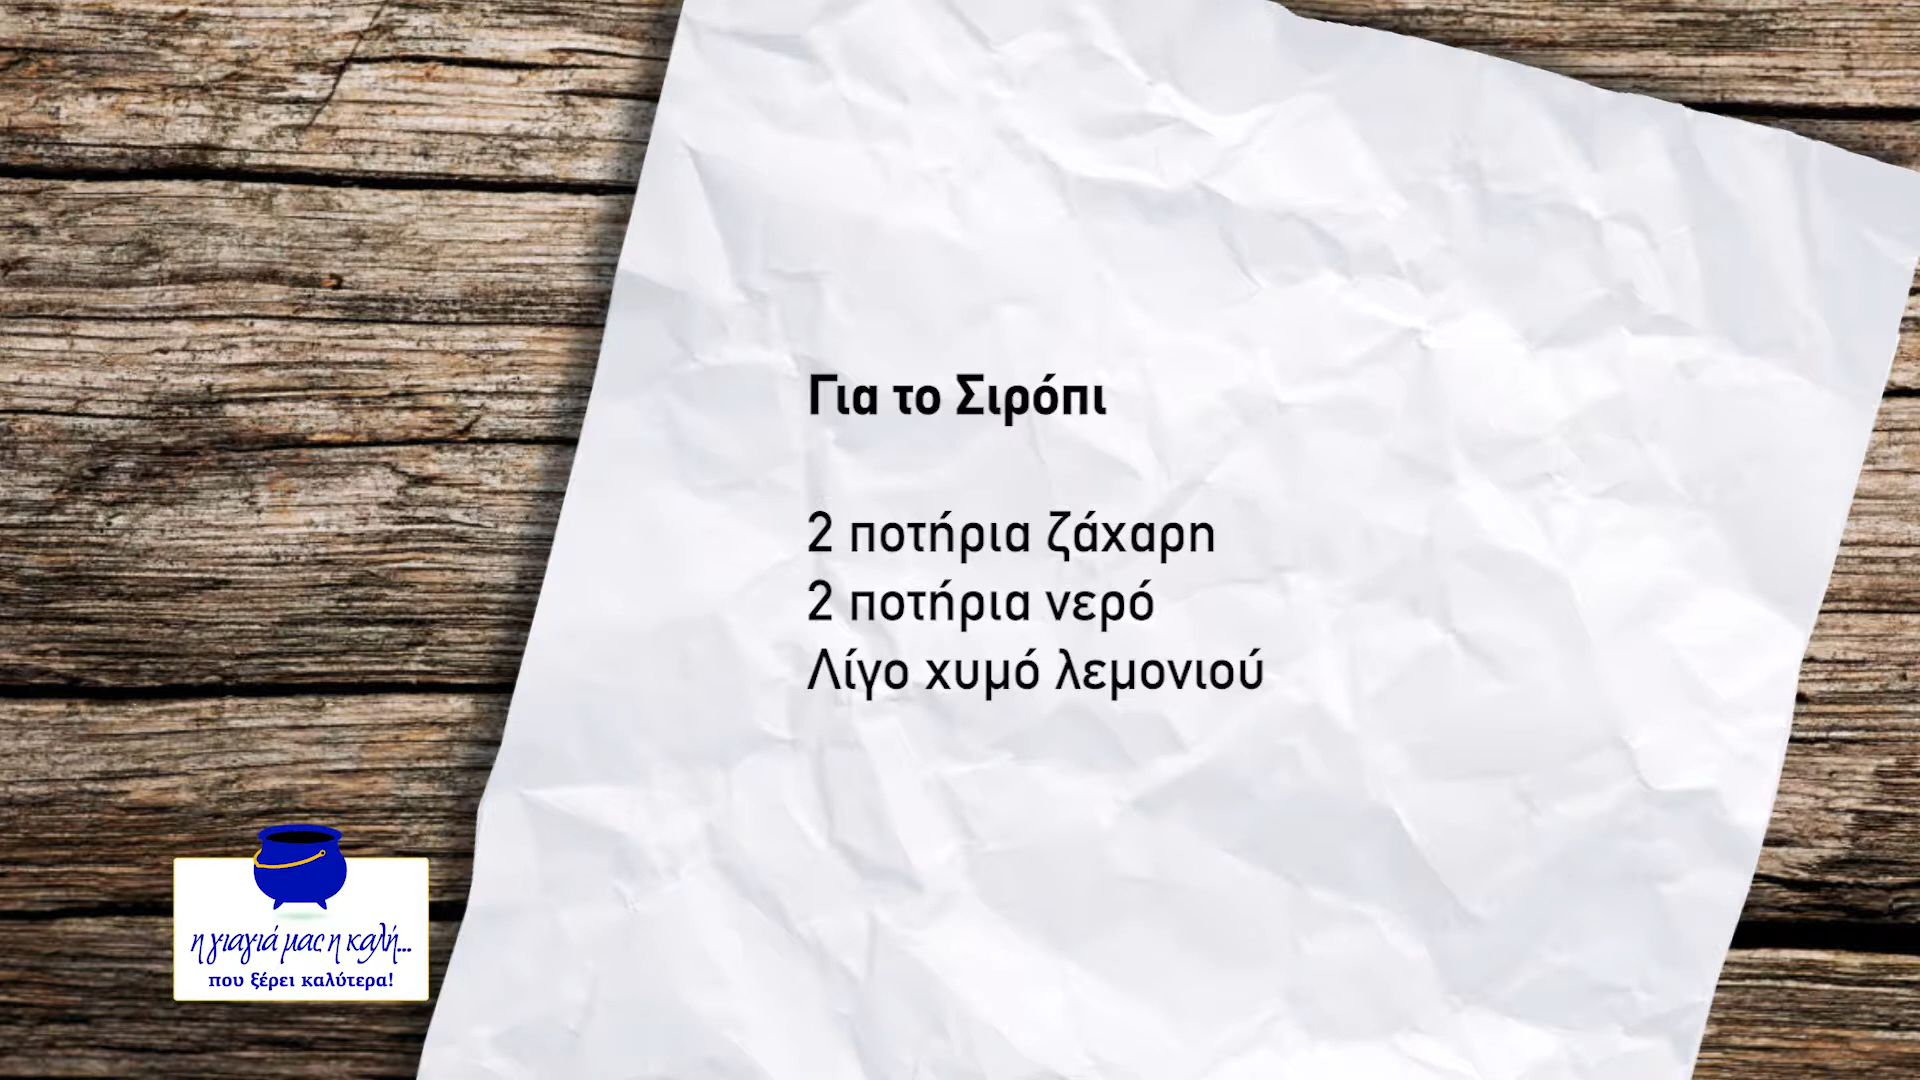 Για το Σιρόπι
2 ποτήρια ζάχαρη
2 ποτήρια νερό
Λίγο χυμό λεμονιού
η γιαγιά μας η καλή...
που ξέρει καλύτερα!